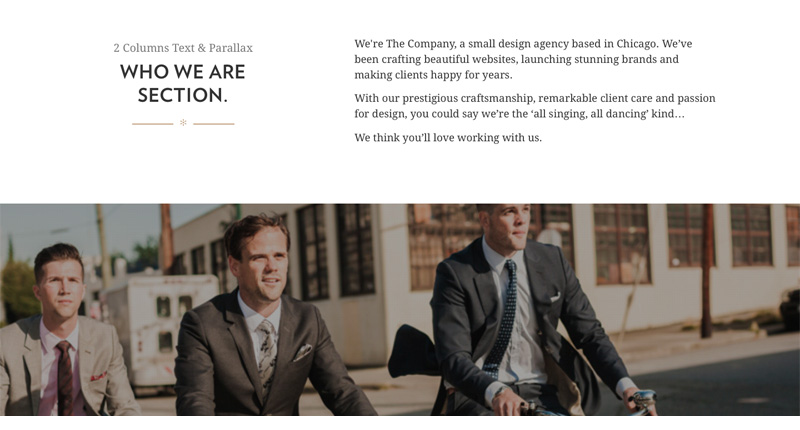 2 Columns Text & Parallax
WHO WE ARE
SECTION.
We're The Company, a small design agency based in Chicago. We’ve
been crafting beautiful websites, launching stunning brands and
making clients happy for years.
With our prestigious craftsmanship, remarkable client care and passion
for design, you could say we’re the ‘all singing, all dancing’ kind…
We think you’ll love working with us.